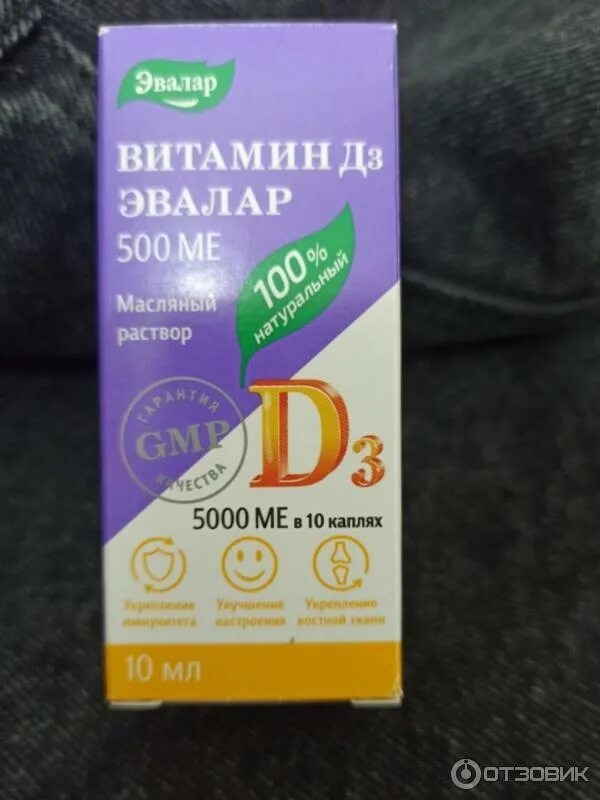 Эвалар
ВИТАМИН Д3
ЭВАЛАР
500 МЕ
Масляный
раствор
100%
натуральный
ГАРАНТИЯ
GMP
КАЧЕСТВА
D3
5000 МЕ в 10 каплях
Укрепление
иммунитета
Улучшение
настроения
Укрепление
костной ткани
10 мл
ОТЗОВИК